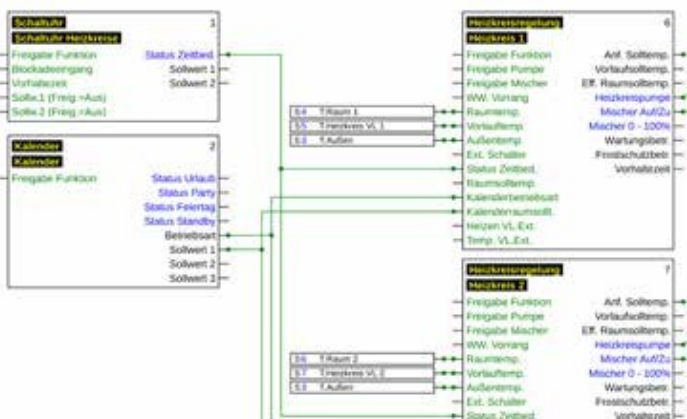 Schaltuhr 1
Schaltuhr Heizkreise
Freigabe Funktion Status Zeitbed.
Blockadeeingang Sollwert 1
Vorhaltezeit Sollwert 2
Sollw.1 (Freig.=Aus)
Sollw.2 (Freig.=Aus)
Kalender 2
Kalender
Freigabe Funktion Status Urlaub
Status Party
Status Feiertag
Status Standby
Betriebsart
Sollwert 1
Sollwert 2
Sollwert 3
S4 T.Raum 1
S5 T.Heizkreis VL 1
S3 T.Außen
Heizkreisregelung 6
Heizkreis 1
Freigabe Funktion Anf. Solltemp.
Freigabe Pumpe Vorlaufsolltemp.
Freigabe Mischer Eff. Raumsolltemp.
WW. Vorrang Heizkreispumpe
Raumtemp. Mischer Auf/Zu
Vorlauftemp. Mischer 0 - 100%
Außentemp. Wartungsbetr.
Ext. Schalter Frostschutzbetr.
Status Zeitbed. Vorhaltezeit
Raumsolltemp.
Kalenderbetriebsart
Kalenderraumsollt.
Heizen VL.Ext.
Temp. VL.Ext.
S6 T.Raum 2
S7 T.Heizkreis VL 2
S3 T.Außen
Heizkreisregelung 7
Heizkreis 2
Freigabe Funktion Anf. Solltemp.
Freigabe Pumpe Vorlaufsolltemp.
Freigabe Mischer Eff. Raumsolltemp.
WW. Vorrang Heizkreispumpe
Raumtemp. Mischer Auf/Zu
Vorlauftemp. Mischer 0 - 100%
Außentemp. Wartungsbetr.
Ext. Schalter Frostschutzbetr.
Status Zeitbed. Vorhaltezeit